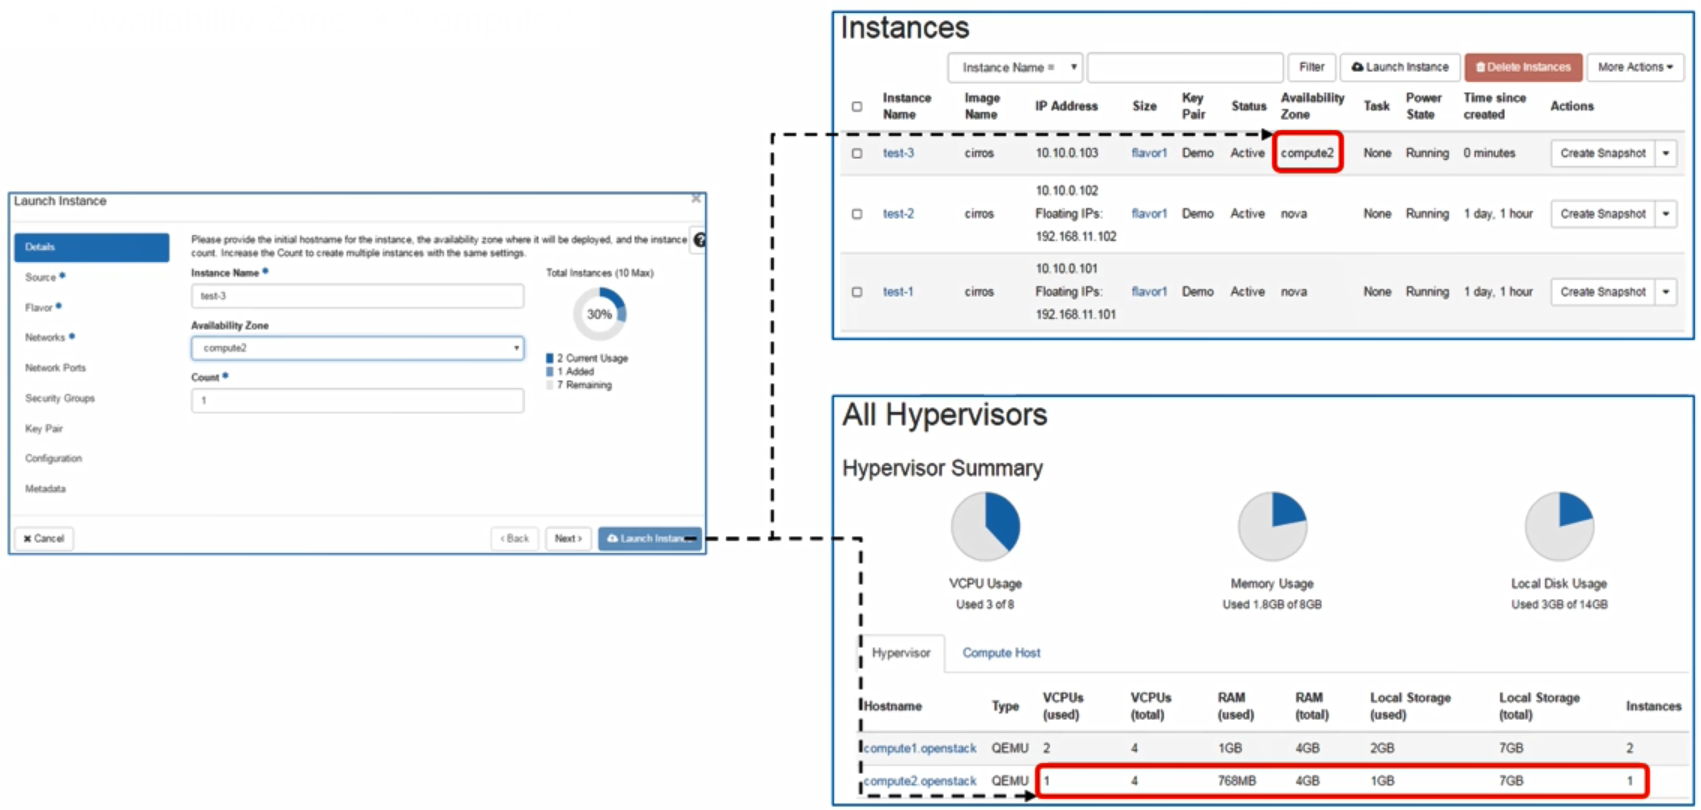 Launch Instance
Details
Source *
Flavor *
Networks *
Network Ports
Security Groups
Key Pair
Configuration
Metadata
Please provide the initial hostname for the instance, the availability zone where it will be deployed, and the instance
count. Increase the Count to create multiple instances with the same settings.
Instance Name *
test-3
Availability Zone
compute2
Count *
1
Total Instances (10 Max)
30%
2 Current Usage
1 Added
7 Remaining
✖ Cancel
< Back
Next >
Launch Instance
Instances
Instance Name = ▾ Filter Launch Instance Delete Instances More Actions ▾
Instance Name Image Name IP Address Size Key Pair Status Availability Zone Task Power State Time since created Actions
test-3 cirros 10.10.0.103 flavor1 Demo Active compute2 None Running 0 minutes Create Snapshot
10.10.0.102
test-2 cirros Floating IPs: flavor1 Demo Active nova None Running 1 day, 1 hour Create Snapshot
192.168.11.102
10.10.0.101
test-1 cirros Floating IPs: flavor1 Demo Active nova None Running 1 day, 1 hour Create Snapshot
192.168.11.101
All Hypervisors
Hypervisor Summary
VCPU Usage
Used 3 of 8
Memory Usage
Used 1.8GB of 8GB
Local Disk Usage
Used 3GB of 14GB
Hypervisor Compute Host
Hostname Type VCPUs (used) VCPUs (total) RAM (used) RAM (total) Local Storage (used) Local Storage (total) Instances
compute1.openstack QEMU 2 4 1GB 4GB 2GB 7GB 2
compute2.openstack QEMU 1 4 768MB 4GB 1GB 7GB 1